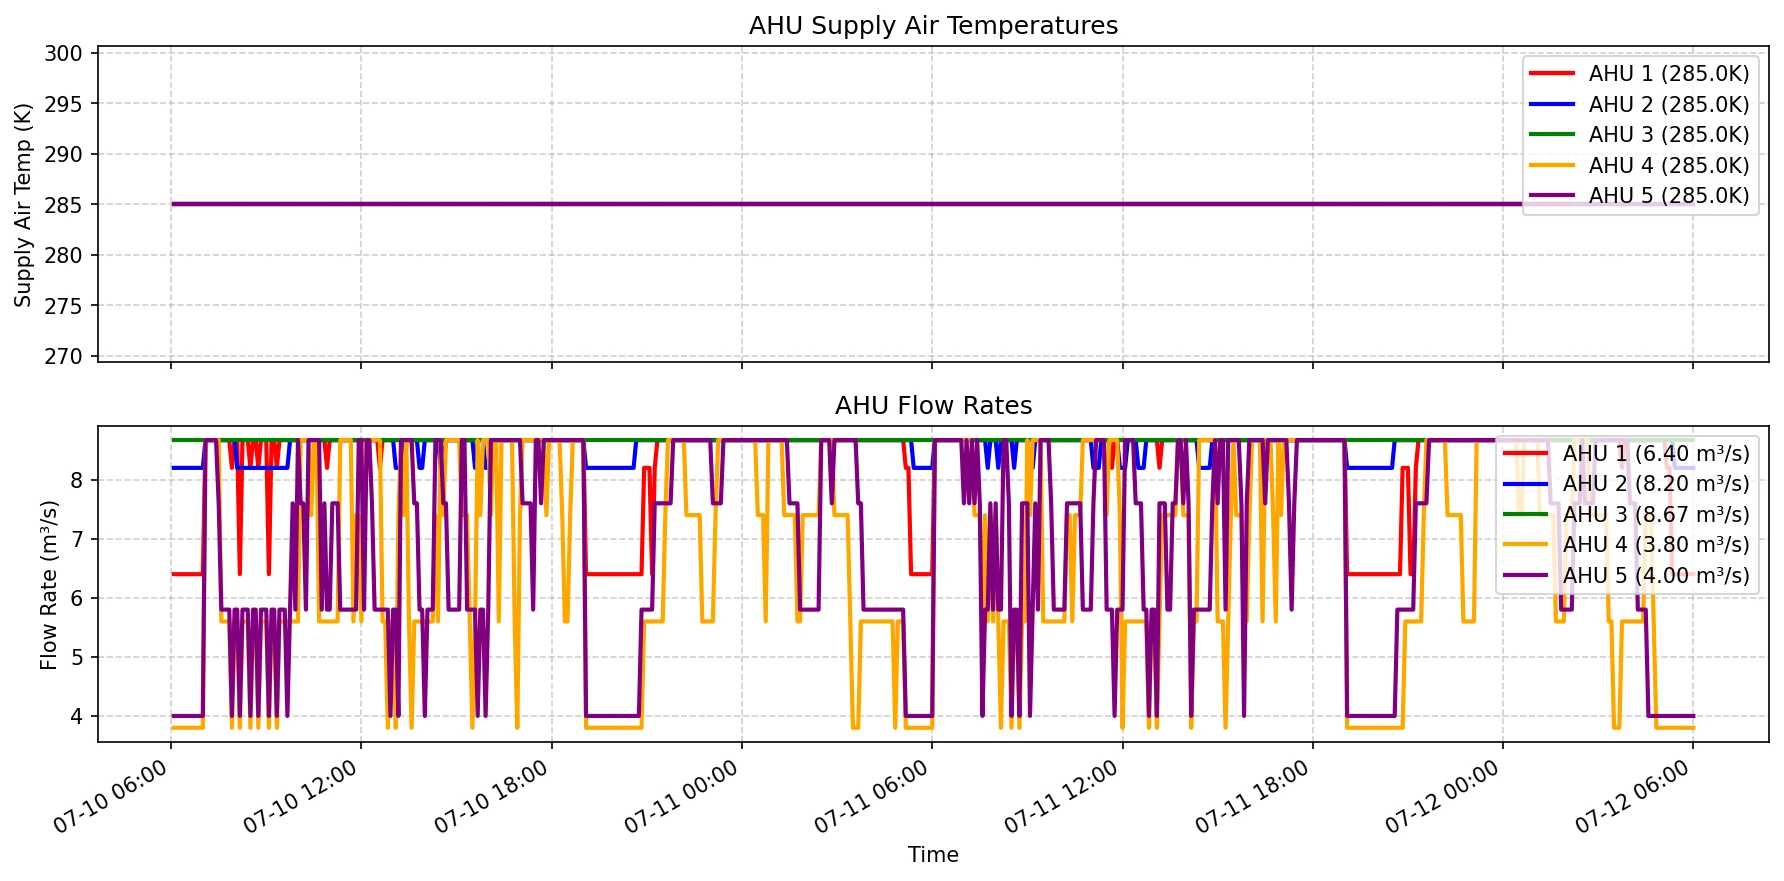 AHU Supply Air Temperatures
Supply Air Temp (K)
300
295
290
285
280
275
270
AHU 1 (285.0K)
AHU 2 (285.0K)
AHU 3 (285.0K)
AHU 4 (285.0K)
AHU 5 (285.0K)
AHU Flow Rates
Flow Rate (m³/s)
8
7
6
5
4
AHU 1 (6.40 m³/s)
AHU 2 (8.20 m³/s)
AHU 3 (8.67 m³/s)
AHU 4 (3.80 m³/s)
AHU 5 (4.00 m³/s)
07-10 06:00
07-10 12:00
07-10 18:00
07-11 00:00
07-11 06:00
07-11 12:00
07-11 18:00
07-12 00:00
07-12 06:00
Time